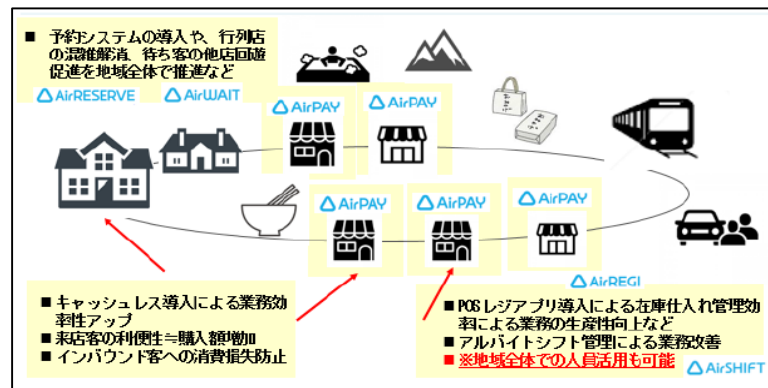 ■ 予約システムの導入や、行列店
の混雑解消、待ち客の他店回遊
促進を地域全体で推進など
AirRESERVE
AirWAIT
AirPAY
AirPAY
AirPAY
AirPAY
AirPAY
AirREGI
■ キャッシュレス導入による業務効
率性アップ
■ 来店客の利便性≒購入額増加
■ インバウンド客への消費損失防止
■ POSレジアプリ導入による在庫仕入れ管理効
率による業務の生産性向上など
■ アルバイトシフト管理による業務改善
■ ※地域全体での人員活用も可能
AirSHIFT